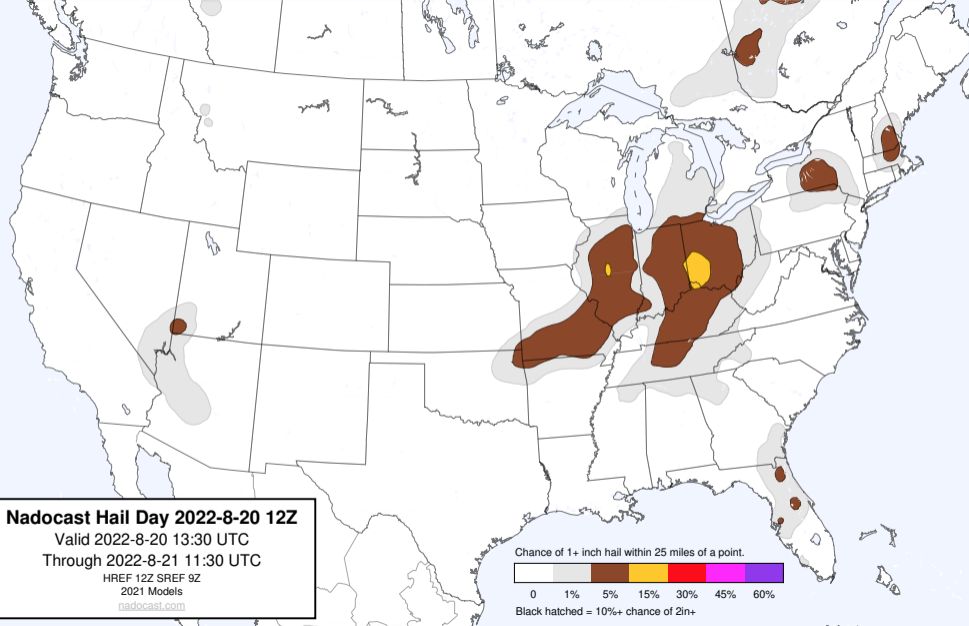 Nadocast Hail Day 2022-8-20 12Z
Valid 2022-8-20 13:30 UTC
Through 2022-8-21 11:30 UTC
HREF 12Z SREF 9Z
2021 Models
nadocast.com
Chance of 1+ inch hail within 25 miles of a point.
0 1% 5% 15% 30% 45% 60%
Black hatched = 10%+ chance of 2in+